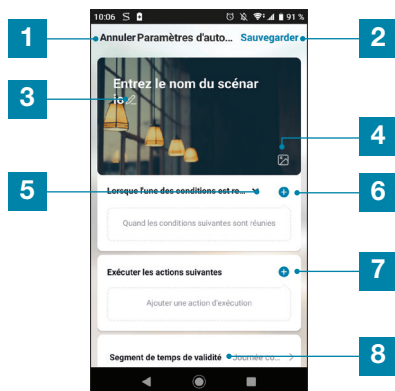 10:06 S 91 %
1
Annuler Paramètres d'auto... Sauvegarder
2
Entrez le nom du scénar
io
3
4
5
Lorsque l'une des conditions est re...
6
Quand les conditions suivantes sont réunies
7
Exécuter les actions suivantes
Ajouter une action d'exécution
8
Segment de temps de validité Journée co...